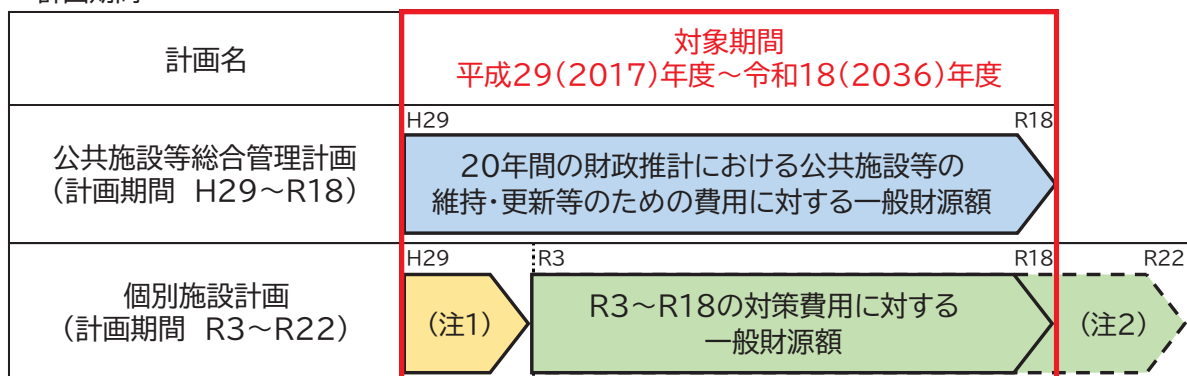 計画名
対象期間
平成29(2017)年度～令和18(2036)年度
公共施設等総合管理計画
(計画期間 H29～R18)
H29
R18
20年間の財政推計における公共施設等の
維持・更新等のための費用に対する一般財源額
個別施設計画
(計画期間 R3～R22)
H29
R3
R18
R22
(注1)
R3～R18の対策費用に対する
一般財源額
(注2)